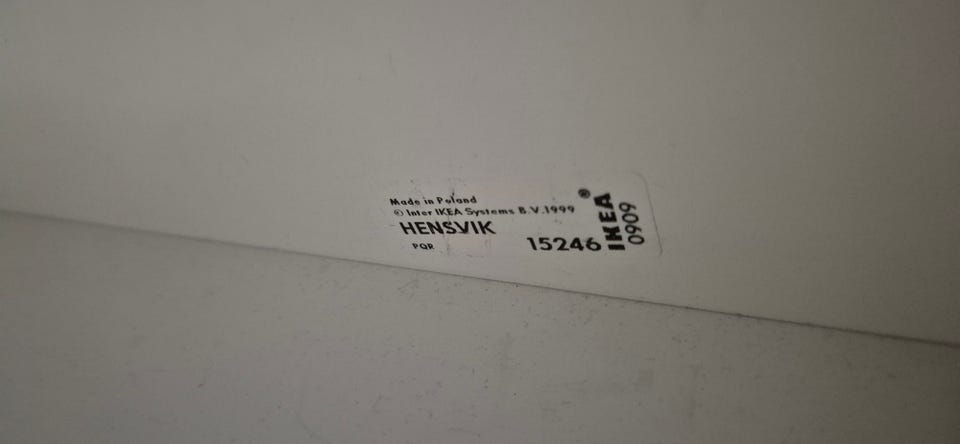 Made in Poland
© Inter IKEA Systems B.V.1999
HENSVIK
PQR
15246
IKEA®
0909